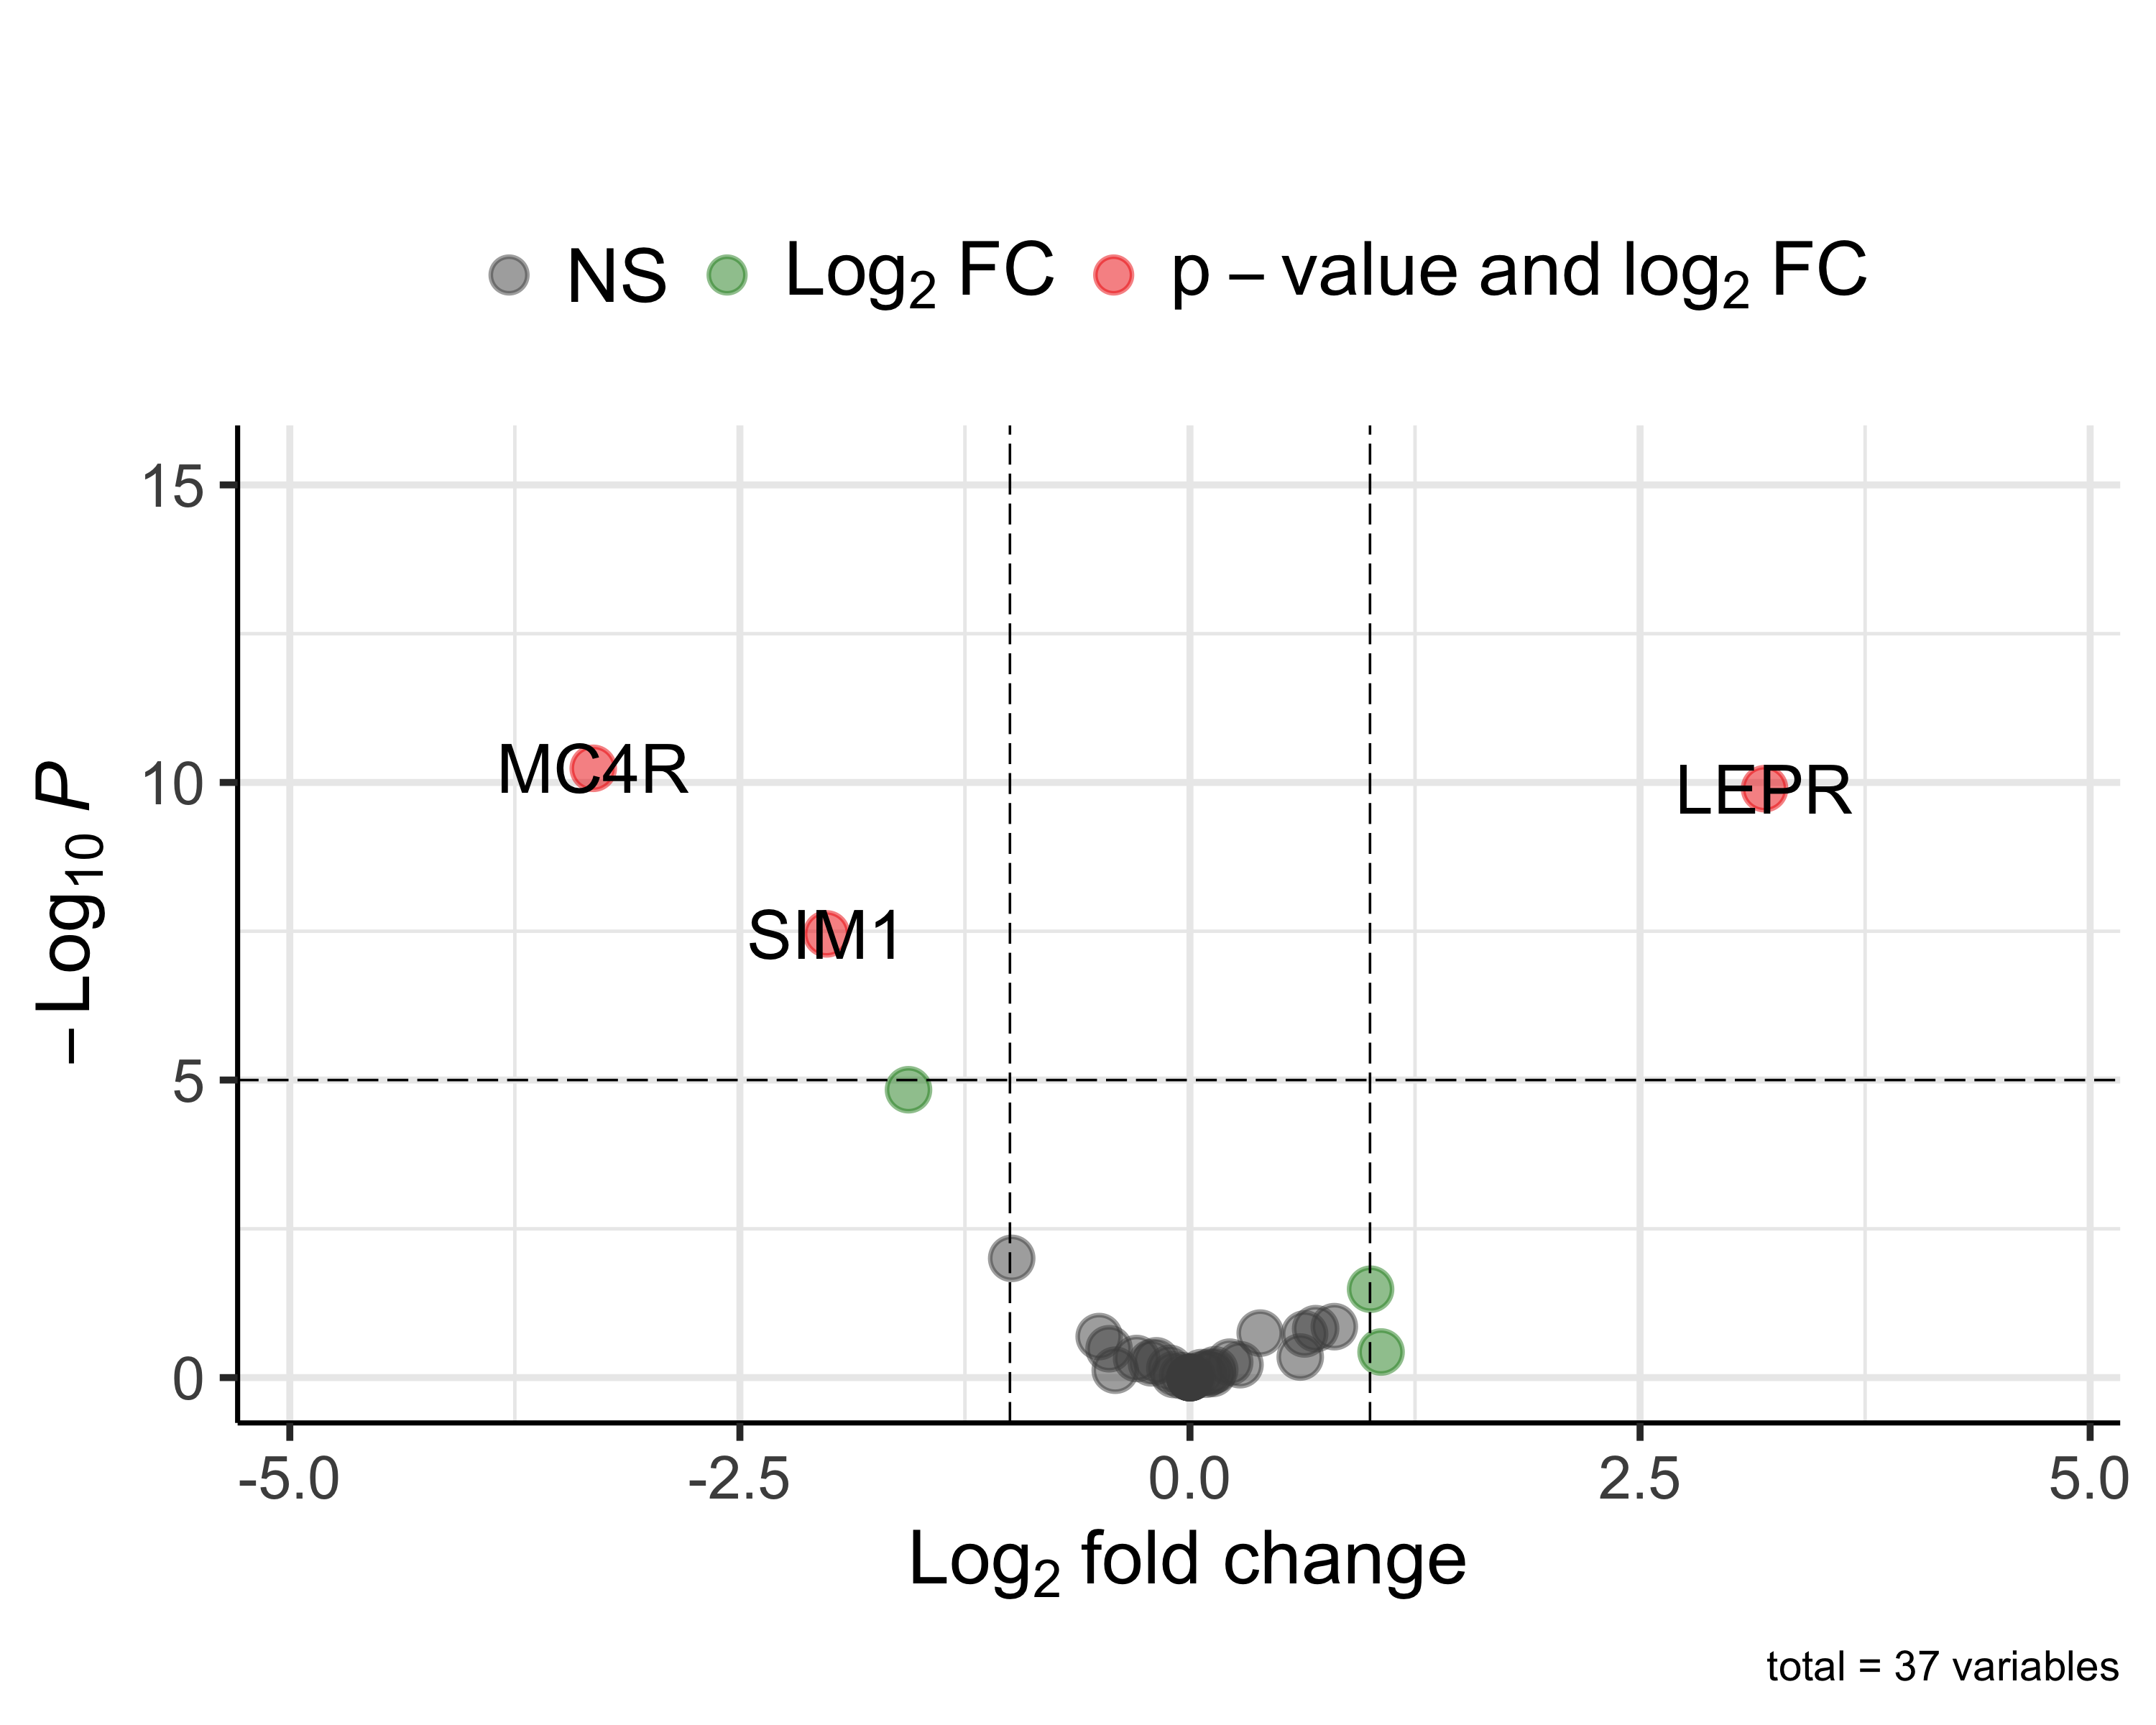 NS Log₂ FC p – value and log₂ FC
– Log₁₀ P
15
10
5
0
MC4R
LEPR
SIM1
-5.0 -2.5 0.0 2.5 5.0
Log₂ fold change
total = 37 variables